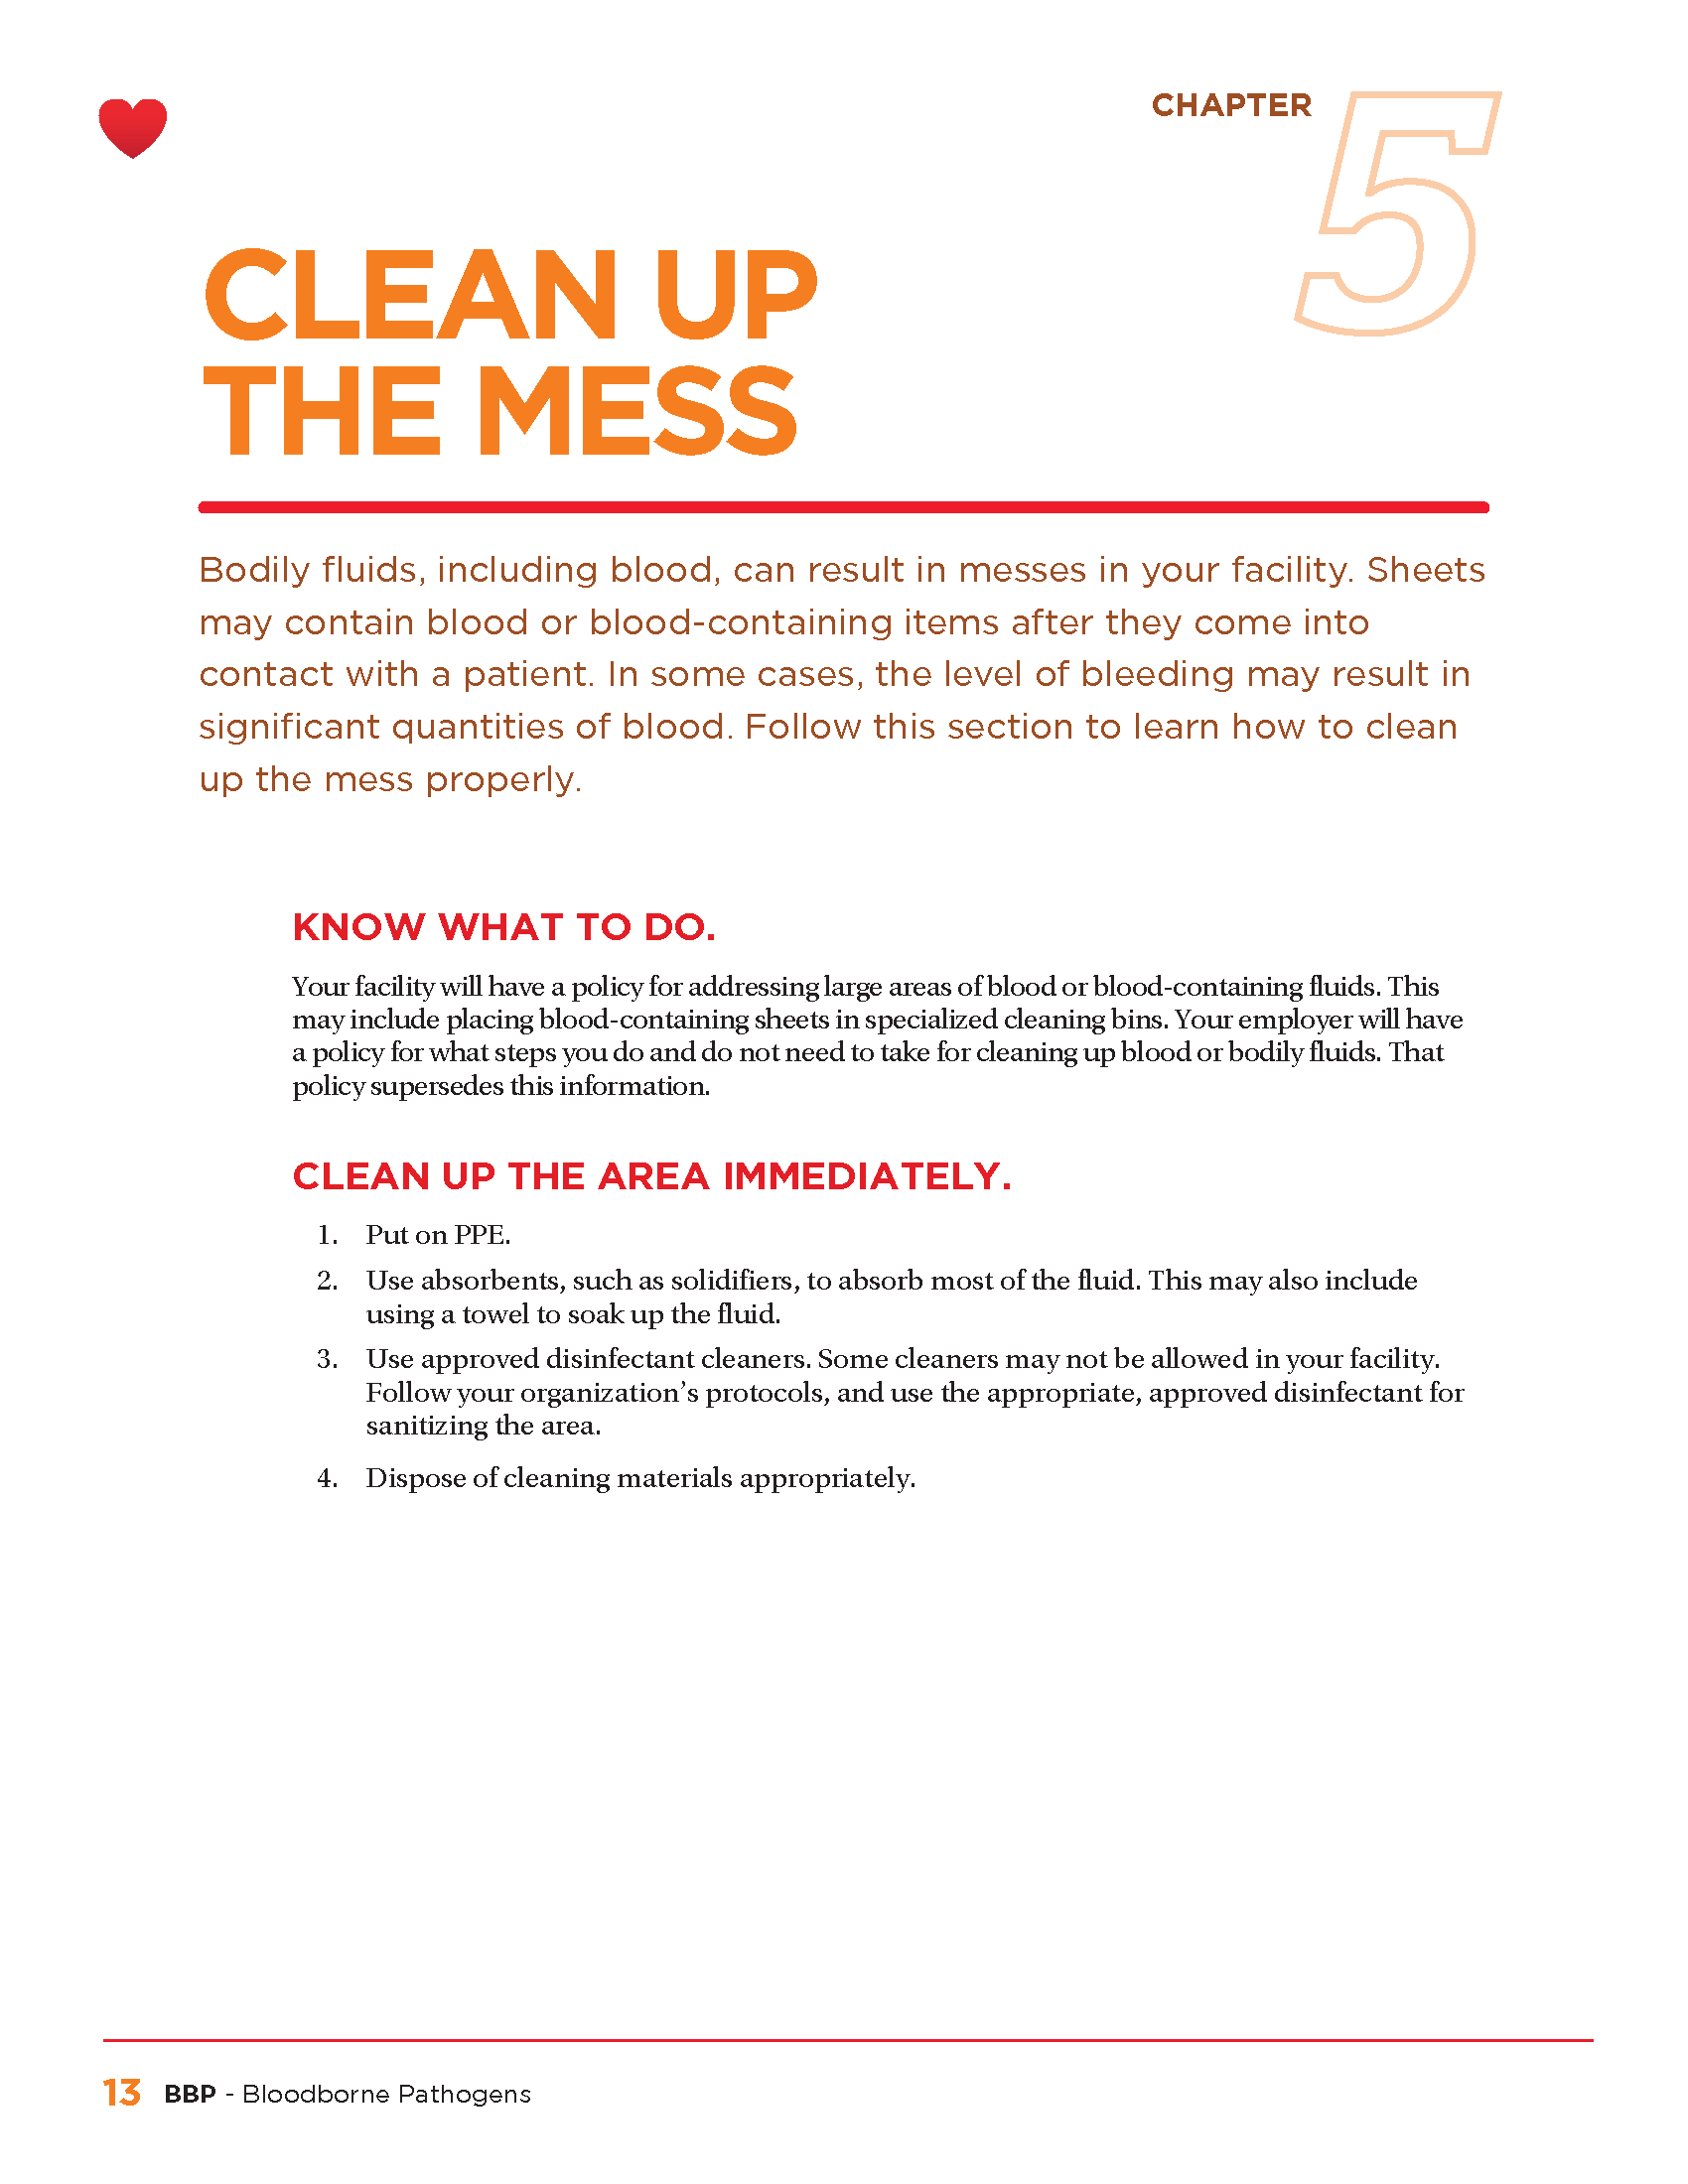 CHAPTER 5
CLEAN UP
THE MESS
Bodily fluids, including blood, can result in messes in your facility. Sheets
may contain blood or blood-containing items after they come into
contact with a patient. In some cases, the level of bleeding may result in
significant quantities of blood. Follow this section to learn how to clean
up the mess properly.
KNOW WHAT TO DO.
Your facility will have a policy for addressing large areas of blood or blood-containing fluids. This
may include placing blood-containing sheets in specialized cleaning bins. Your employer will have
a policy for what steps you do and do not need to take for cleaning up blood or bodily fluids. That
policy supersedes this information.
CLEAN UP THE AREA IMMEDIATELY.
1. Put on PPE.
2. Use absorbents, such as solidifiers, to absorb most of the fluid. This may also include
using a towel to soak up the fluid.
3. Use approved disinfectant cleaners. Some cleaners may not be allowed in your facility.
Follow your organization’s protocols, and use the appropriate, approved disinfectant for
sanitizing the area.
4. Dispose of cleaning materials appropriately.
13 BBP - Bloodborne Pathogens